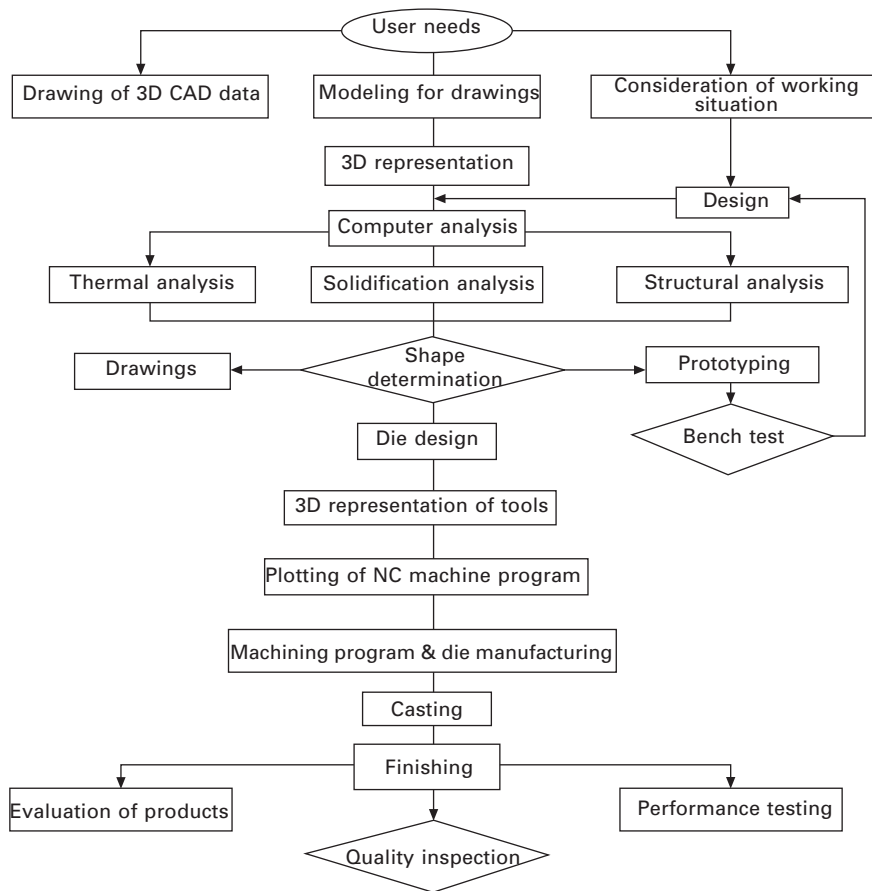 User needs
Drawing of 3D CAD data
Modeling for drawings
Consideration of working
situation
3D representation
Design
Computer analysis
Thermal analysis
Solidification analysis
Structural analysis
Drawings
Shape
determination
Prototyping
Bench test
Die design
3D representation of tools
Plotting of NC machine program
Machining program & die manufacturing
Casting
Finishing
Evaluation of products
Performance testing
Quality inspection